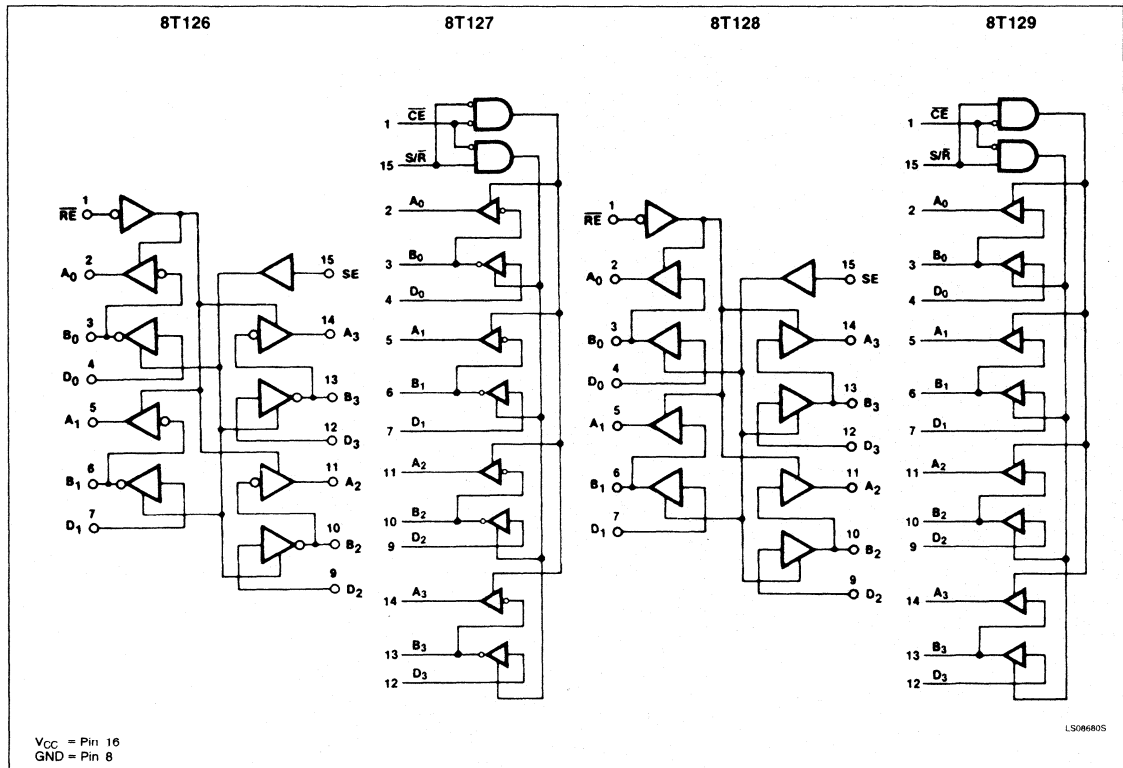 8T126
8T127
8T128
8T129
1
R̅E̅
2
A0
3
B0
4
D0
5
A1
6
B1
7
D1
15
SE
14
A3
13
B3
12
D3
11
A2
10
B2
9
D2
1 C̅E̅
15 S/R̅
2 A0
3 B0
4 D0
5 A1
6 B1
7 D1
11 A2
10 B2
9 D2
14 A3
13 B3
12 D3
1
R̅E̅
2
A0
3
B0
4
D0
5
A1
6
B1
7
D1
15
SE
14
A3
13
B3
12
D3
11
A2
10
B2
9
D2
1 C̅E̅
15 S/R̅
2 A0
3 B0
4 D0
5 A1
6 B1
7 D1
11 A2
10 B2
9 D2
14 A3
13 B3
12 D3
VCC = Pin 16
GND = Pin 8
LS08680S